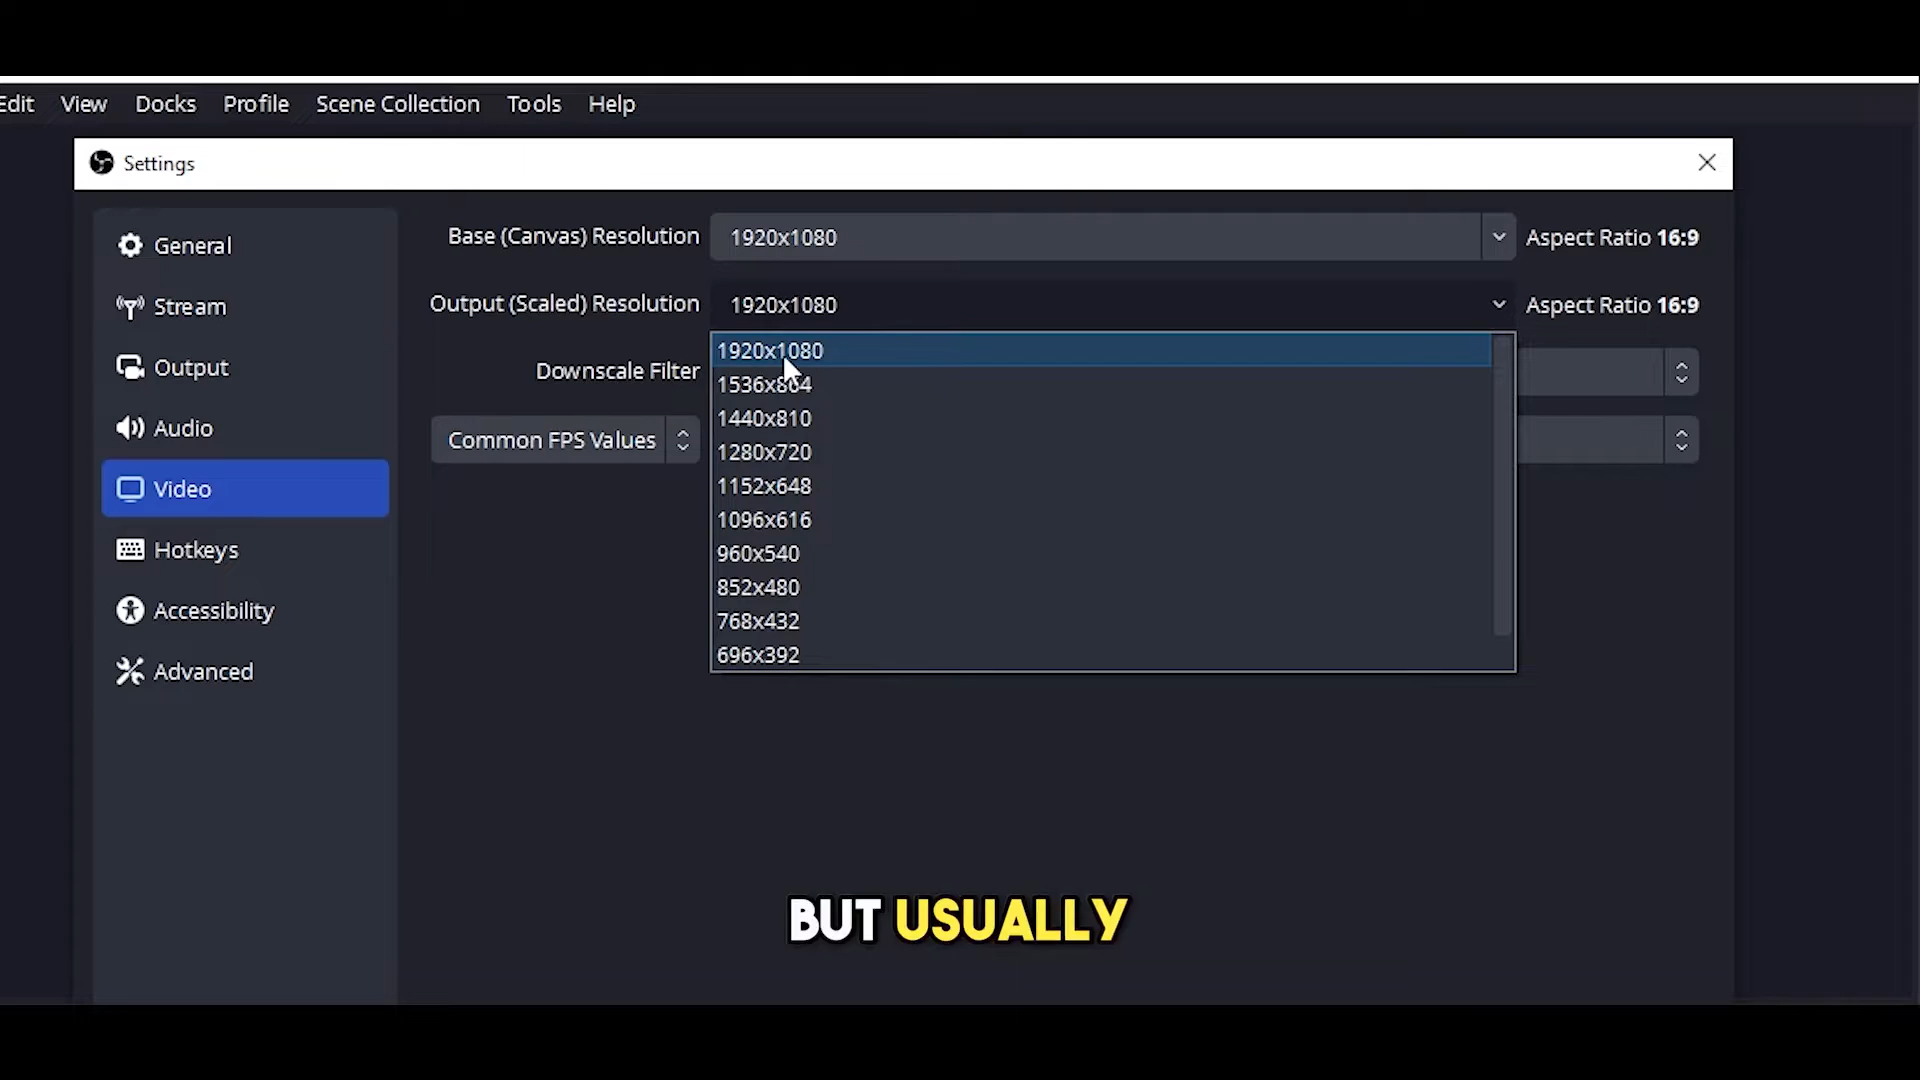 Edit View Docks Profile Scene Collection Tools Help
Settings
General
Stream
Output
Audio
Video
Hotkeys
Accessibility
Advanced
Base (Canvas) Resolution 1920x1080 Aspect Ratio 16:9
Output (Scaled) Resolution 1920x1080 Aspect Ratio 16:9
Downscale Filter
Common FPS Values
1920x1080
1536x864
1440x810
1280x720
1152x648
1096x616
960x540
852x480
768x432
696x392
BUT USUALLY